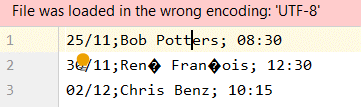 File was loaded in the wrong encoding: 'UTF-8'
1 25/11;Bob Potters; 08:30
2 30/11;Ren� Fran�ois; 12:30
3 02/12;Chris Benz; 10:15